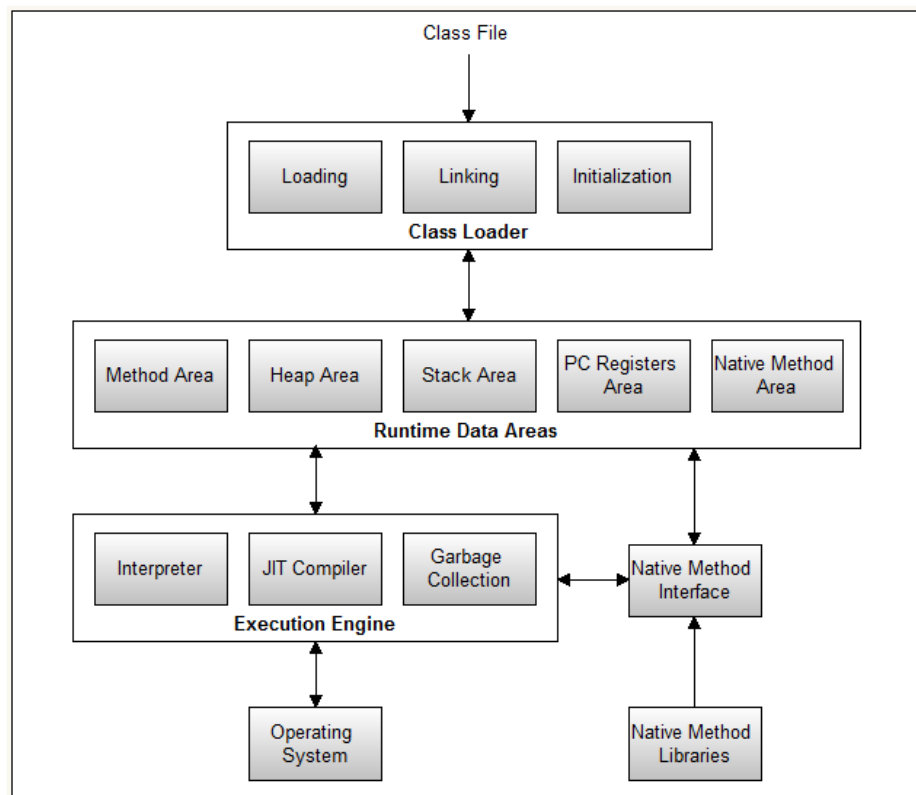 Class File
Loading
Linking
Initialization
Class Loader
Method Area
Heap Area
Stack Area
PC Registers
Area
Native Method
Area
Runtime Data Areas
Interpreter
JIT Compiler
Garbage
Collection
Execution Engine
Native Method
Interface
Operating
System
Native Method
Libraries